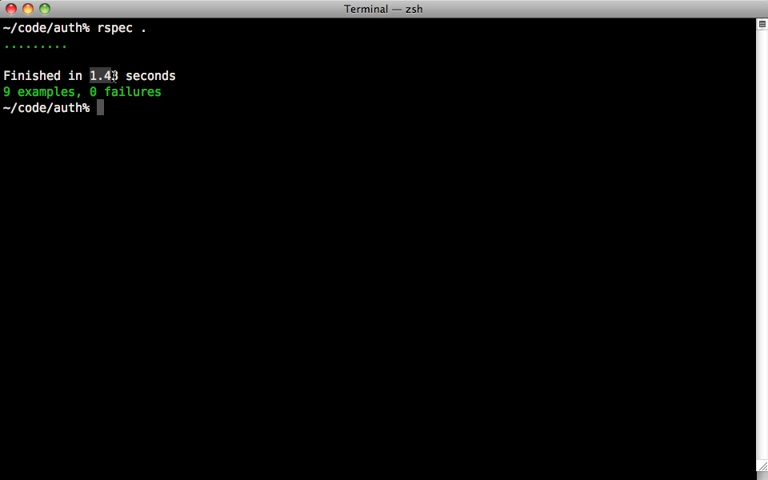 Terminal — zsh
~/code/auth% rspec .
.........
Finished in 1.43 seconds
9 examples, 0 failures
~/code/auth%